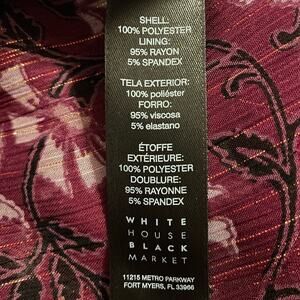 SHELL:
100% POLYESTER
LINING:
95% RAYON
5% SPANDEX
TELA EXTERIOR:
100% poliéster
FORRO:
95% viscosa
5% elastano
ÉTOFFE
EXTÉRIEURE:
100% POLYESTER
DOUBLURE:
95% RAYONNE
5% SPANDEX
WHITE
HOUSE
BLACK
MARKET
11215 METRO PARKWAY
FORT MYERS, FL 33966